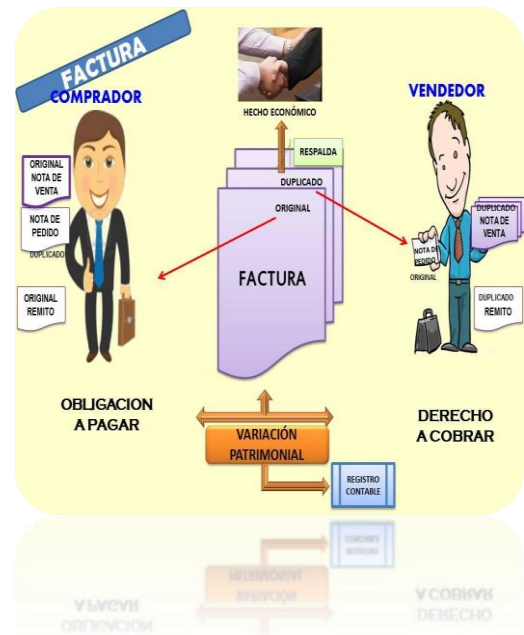 FACTURA
COMPRADOR
HECHO ECONÓMICO
VENDEDOR
RESPALDA
DUPLICADO
ORIGINAL
FACTURA
ORIGINAL
NOTA DE
VENTA
NOTA DE
PEDIDO
DUPLICADO
ORIGINAL
REMITO
DUPLICADO
NOTA DE
VENTA
NOTA DE
PEDIDO
ORIGINAL
DUPLICADO
REMITO
OBLIGACION
A PAGAR
DERECHO
A COBRAR
VARIACIÓN
PATRIMONIAL
REGISTRO
CONTABLE